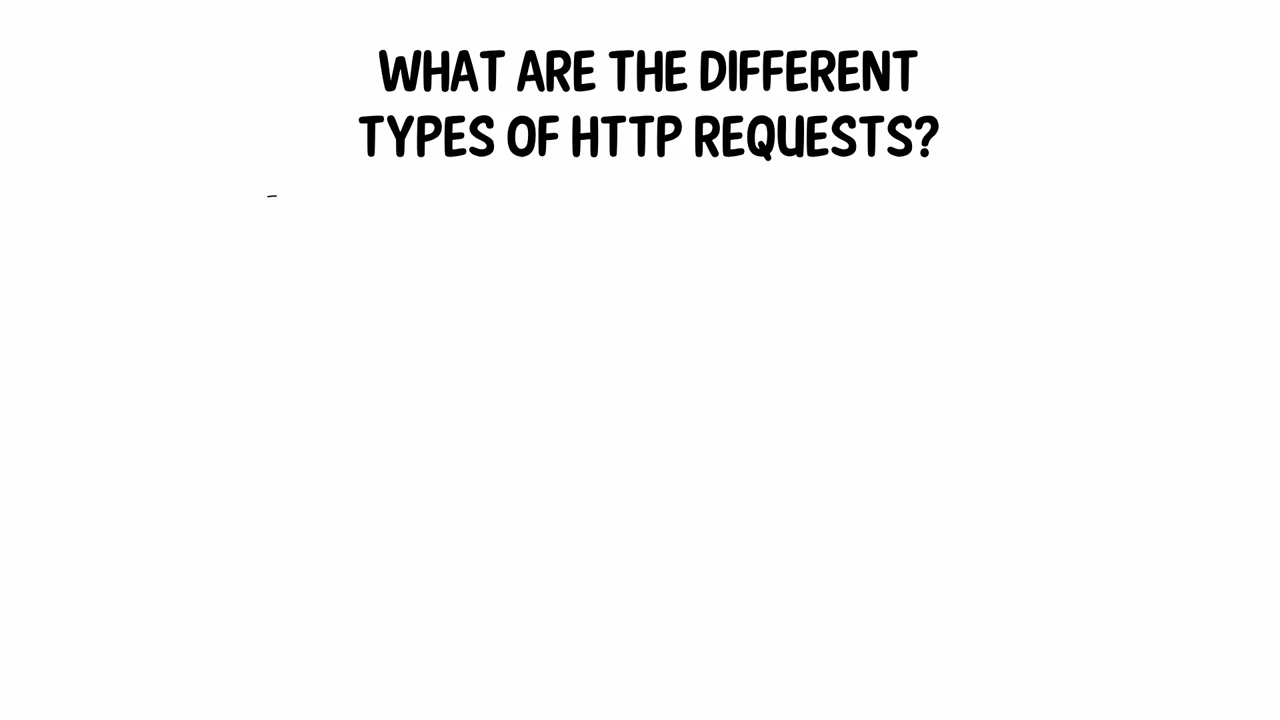 WHAT ARE THE DIFFERENT
TYPES OF HTTP REQUESTS?